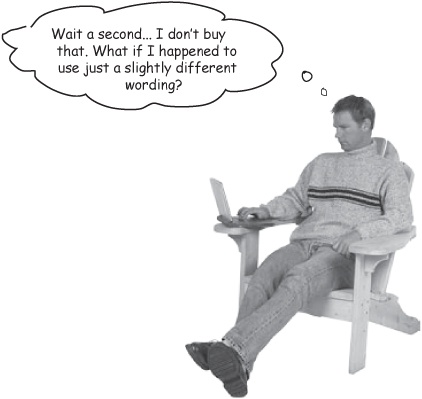 Wait a second... I don't buy
that. What if I happened to
use just a slightly different
wording?